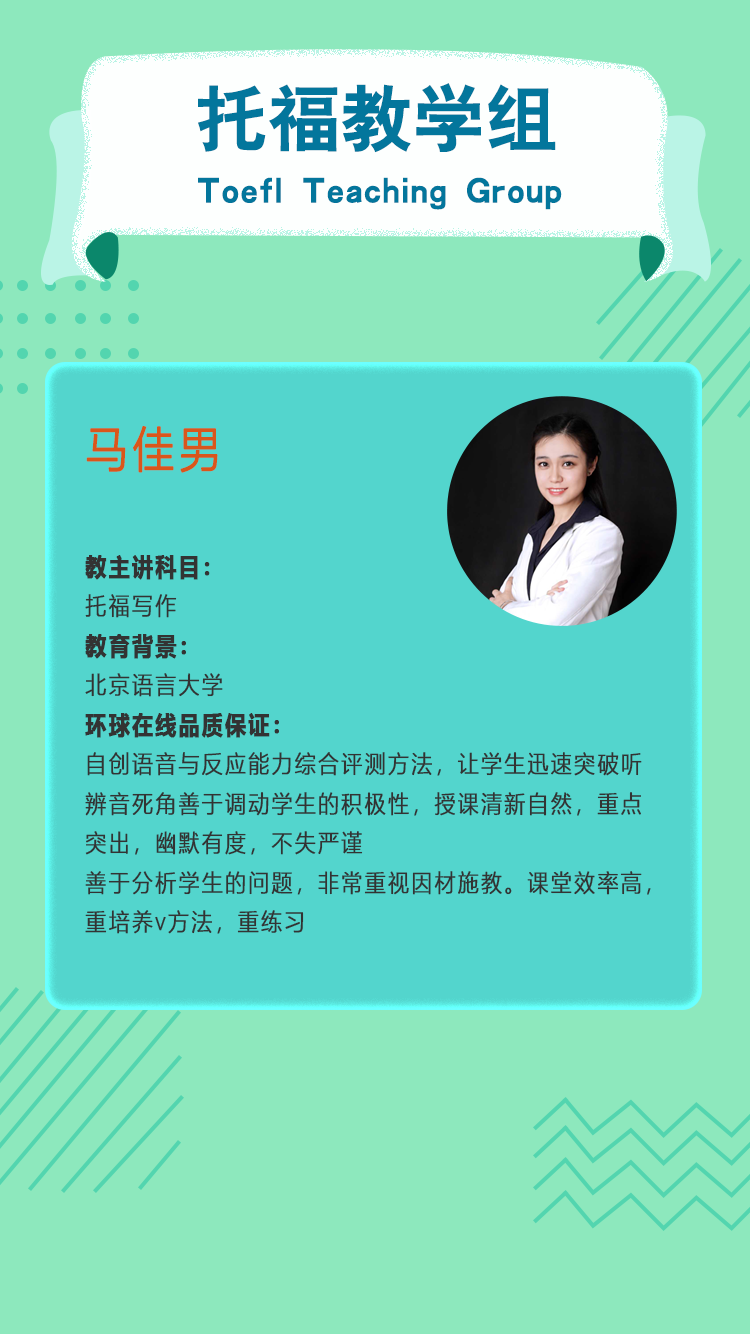 托福教学组
Toefl Teaching Group
马佳男
教主讲科目：
托福写作
教育背景：
北京语言大学
环球在线品质保证：
自创语音与反应能力综合评测方法，让学生迅速突破听
辨音死角善于调动学生的积极性，授课清新自然，重点
突出，幽默有度，不失严谨
善于分析学生的问题，非常重视因材施教。课堂效率高，
重培养v方法，重练习